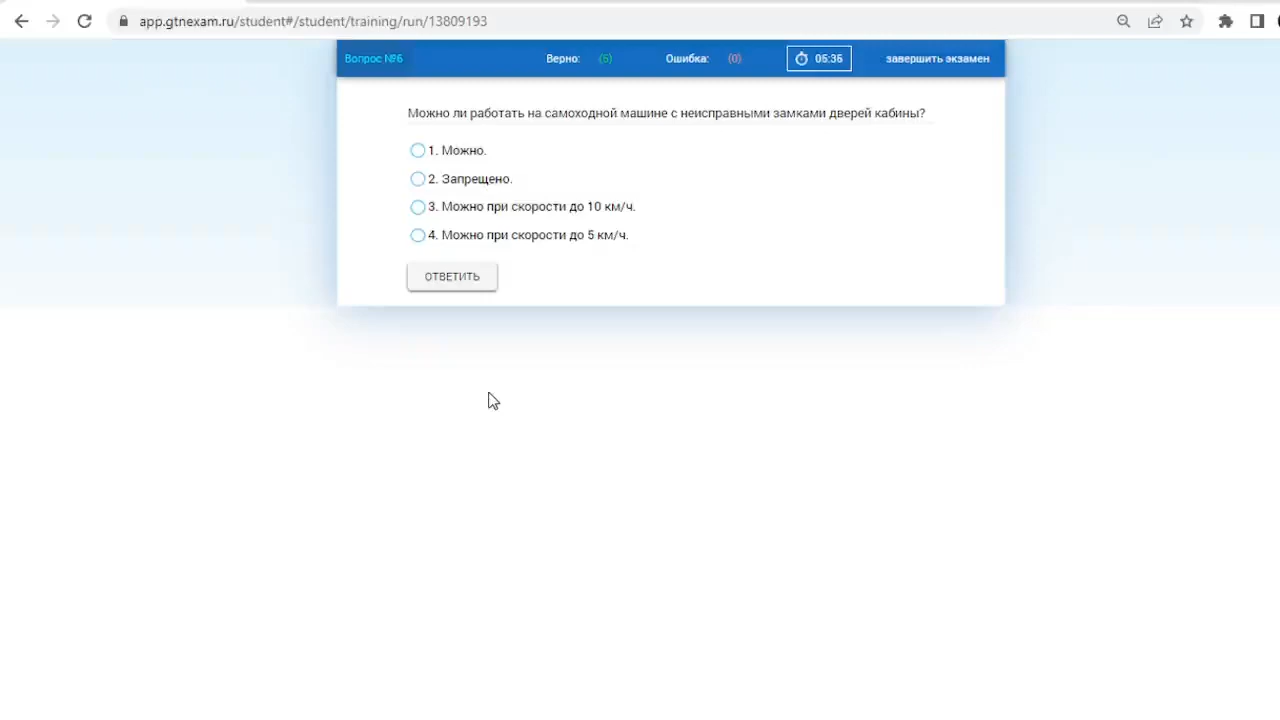 app.gtnexam.ru/student#/student/training/run/13809193
Вопрос №6 Верно: (5) Ошибка: (0) 05:35 завершить экзамен
Можно ли работать на самоходной машине с неисправными замками дверей кабины?
1. Можно.
2. Запрещено.
3. Можно при скорости до 10 км/ч.
4. Можно при скорости до 5 км/ч.
ОТВЕТИТЬ